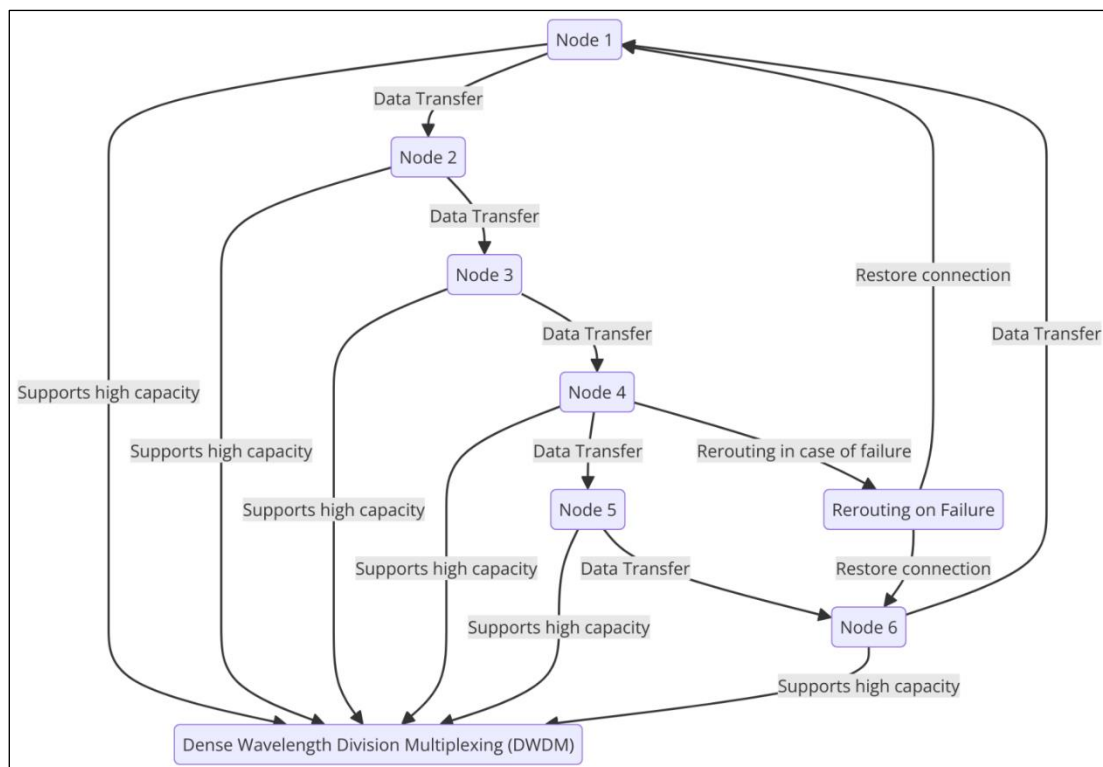 Node 1
Data Transfer
Node 2
Data Transfer
Node 3
Restore connection
Data Transfer
Data Transfer
Supports high capacity
Node 4
Supports high capacity
Data Transfer
Rerouting in case of failure
Supports high capacity
Node 5
Rerouting on Failure
Supports high capacity
Data Transfer
Restore connection
Supports high capacity
Node 6
Supports high capacity
Dense Wavelength Division Multiplexing (DWDM)